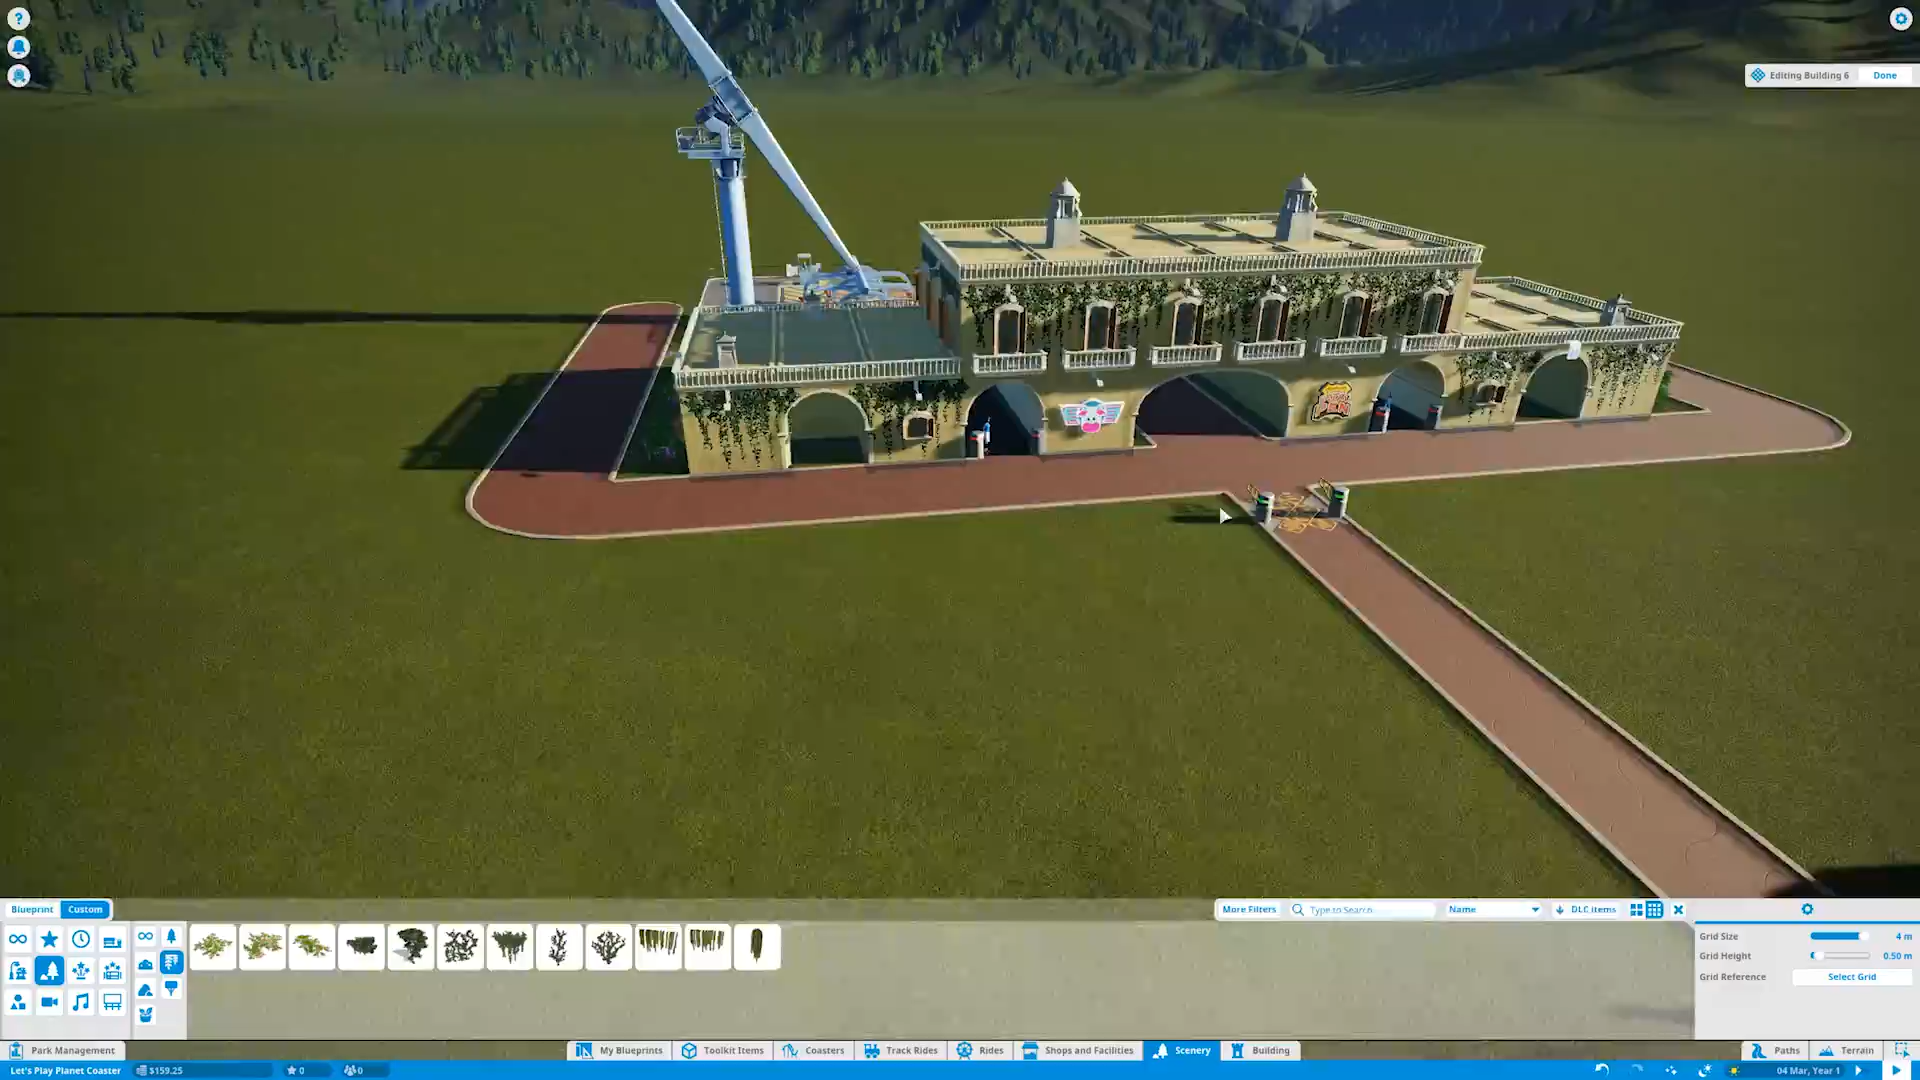 ?
Editing Building 6 Done
Blueprint Custom
More Filters Type to Search Name DLC Items
Grid Size 4 m
Grid Height 0.50 m
Grid Reference Select Grid
Park Management My Blueprints Toolkit Items Coasters Track Rides Rides Shops and Facilities Scenery Building Paths Terrain
Let's Play Planet Coaster $159.25 0 0 04 Mar, Year 1